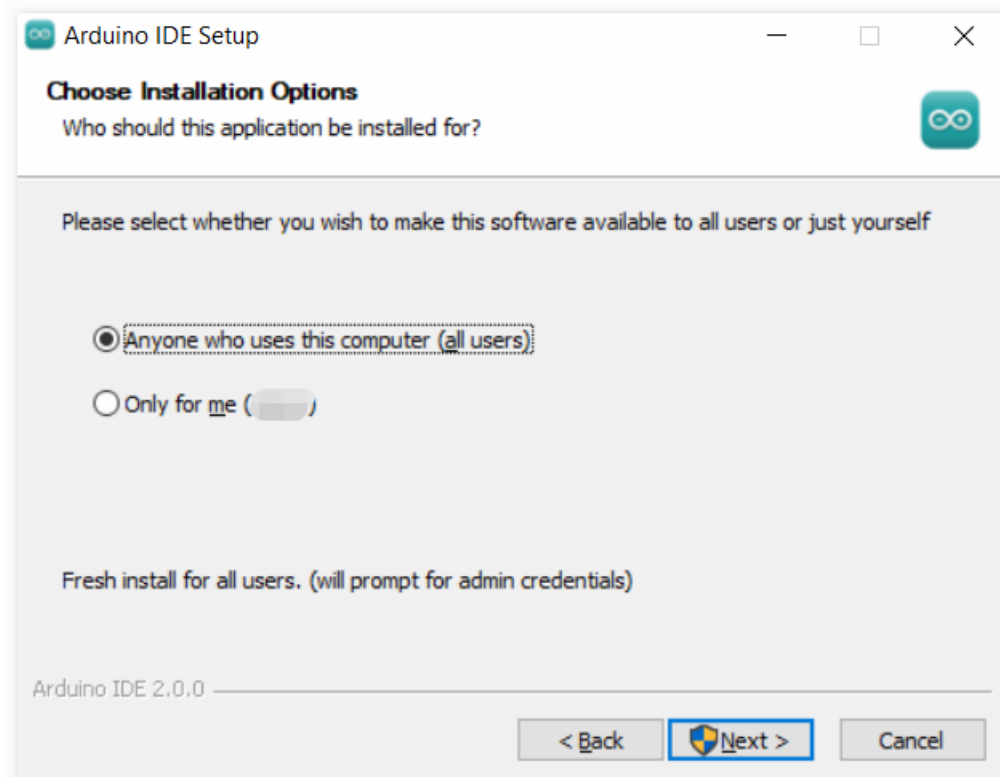 Arduino IDE Setup
Choose Installation Options
Who should this application be installed for?
Please select whether you wish to make this software available to all users or just yourself
Anyone who uses this computer (all users)
Only for me ( )
Fresh install for all users. (will prompt for admin credentials)
Arduino IDE 2.0.0
< Back Next > Cancel